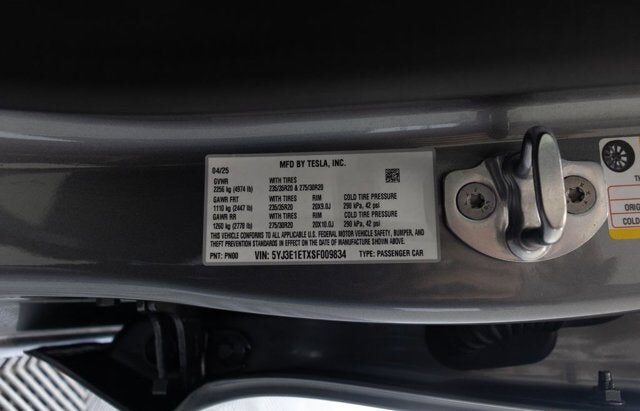 04/25 MFD BY TESLA, INC.
GVWR WITH TIRES
2256 kg (4974 lb) 235/35R20 & 275/30R20
GAWR FRT WITH TIRES RIM COLD TIRE PRESSURE
1110 kg (2447 lb) 235/35R20 20X9.0J 290 kPa, 42 psi
GAWR RR WITH TIRES RIM COLD TIRE PRESSURE
1260 kg (2778 lb) 275/30R20 20X10.0J 290 kPa, 42 psi
THIS VEHICLE CONFORMS TO ALL APPLICABLE U.S. FEDERAL MOTOR VEHICLE SAFETY, BUMPER, AND
THEFT PREVENTION STANDARDS IN EFFECT ON THE DATE OF MANUFACTURE SHOWN ABOVE.
PNT: PN00 VIN: 5YJ3E1ETXSF009834 TYPE: PASSENGER CAR
TH
ORIG
COLD